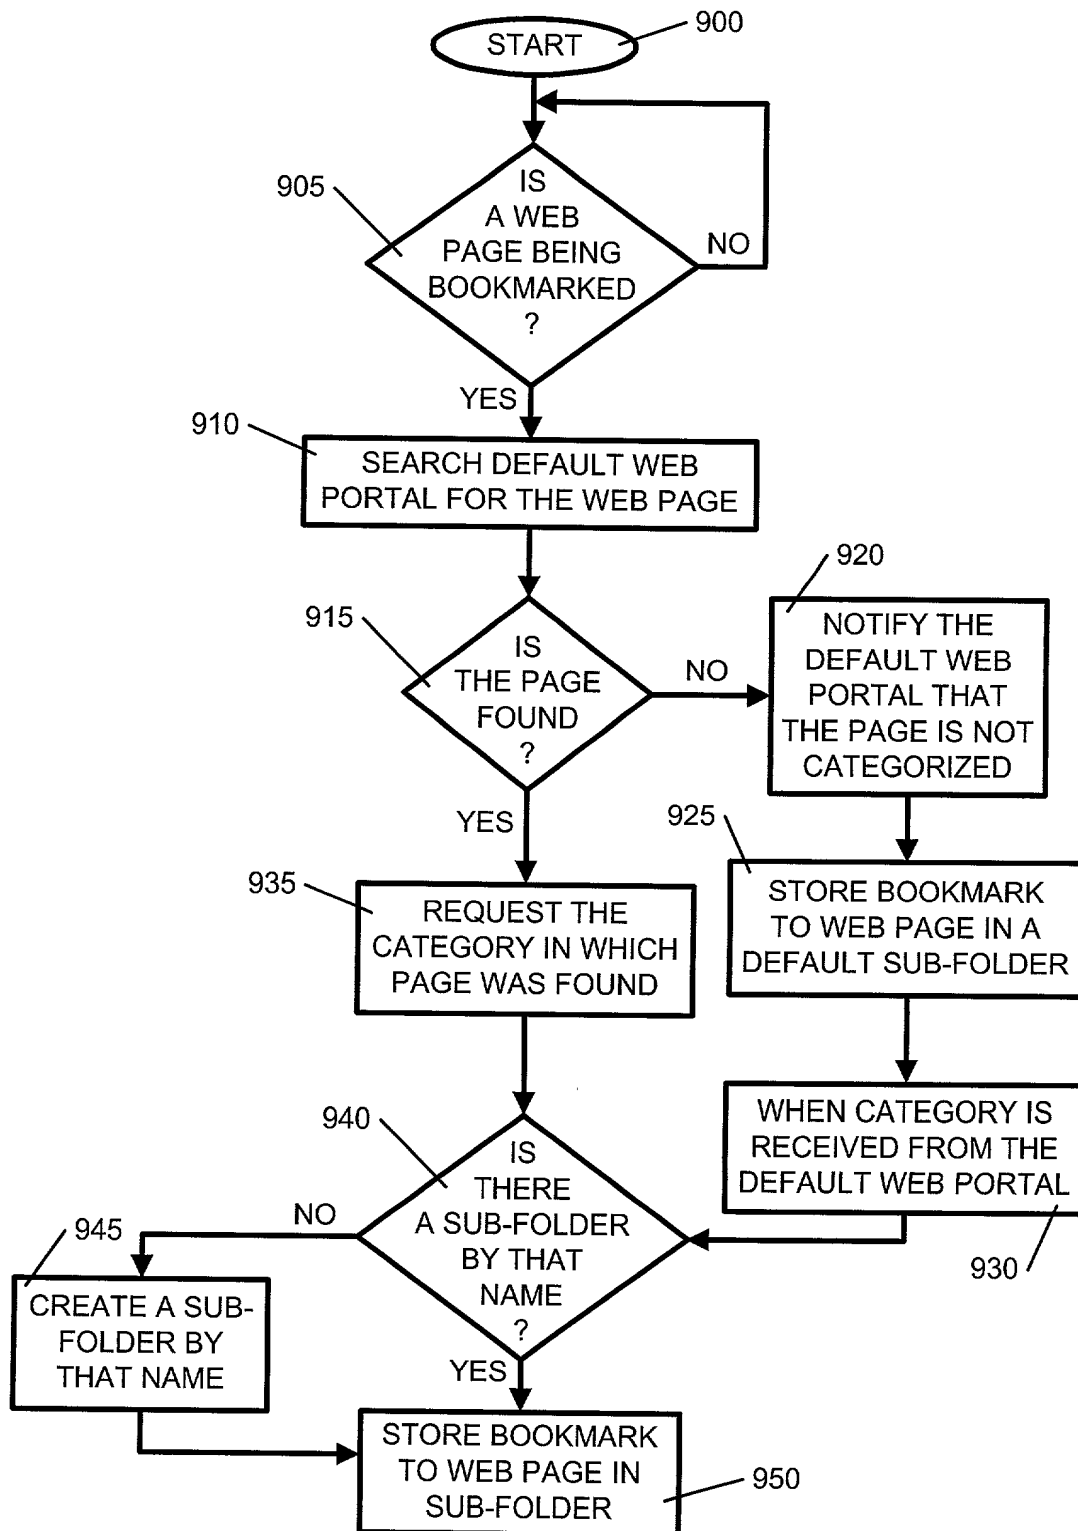 START
900
905
IS
A WEB
PAGE BEING
BOOKMARKED
?
NO
YES
910
SEARCH DEFAULT WEB
PORTAL FOR THE WEB PAGE
915
IS
THE PAGE
FOUND
?
NO
920
NOTIFY THE
DEFAULT WEB
PORTAL THAT
THE PAGE IS NOT
CATEGORIZED
YES
925
STORE BOOKMARK
TO WEB PAGE IN A
DEFAULT SUB-FOLDER
935
REQUEST THE
CATEGORY IN WHICH
PAGE WAS FOUND
WHEN CATEGORY IS
RECEIVED FROM THE
DEFAULT WEB PORTAL
930
940
IS
THERE
A SUB-FOLDER
BY THAT
NAME
?
NO
945
CREATE A SUB-
FOLDER BY
THAT NAME
YES
STORE BOOKMARK
TO WEB PAGE IN
SUB-FOLDER
950